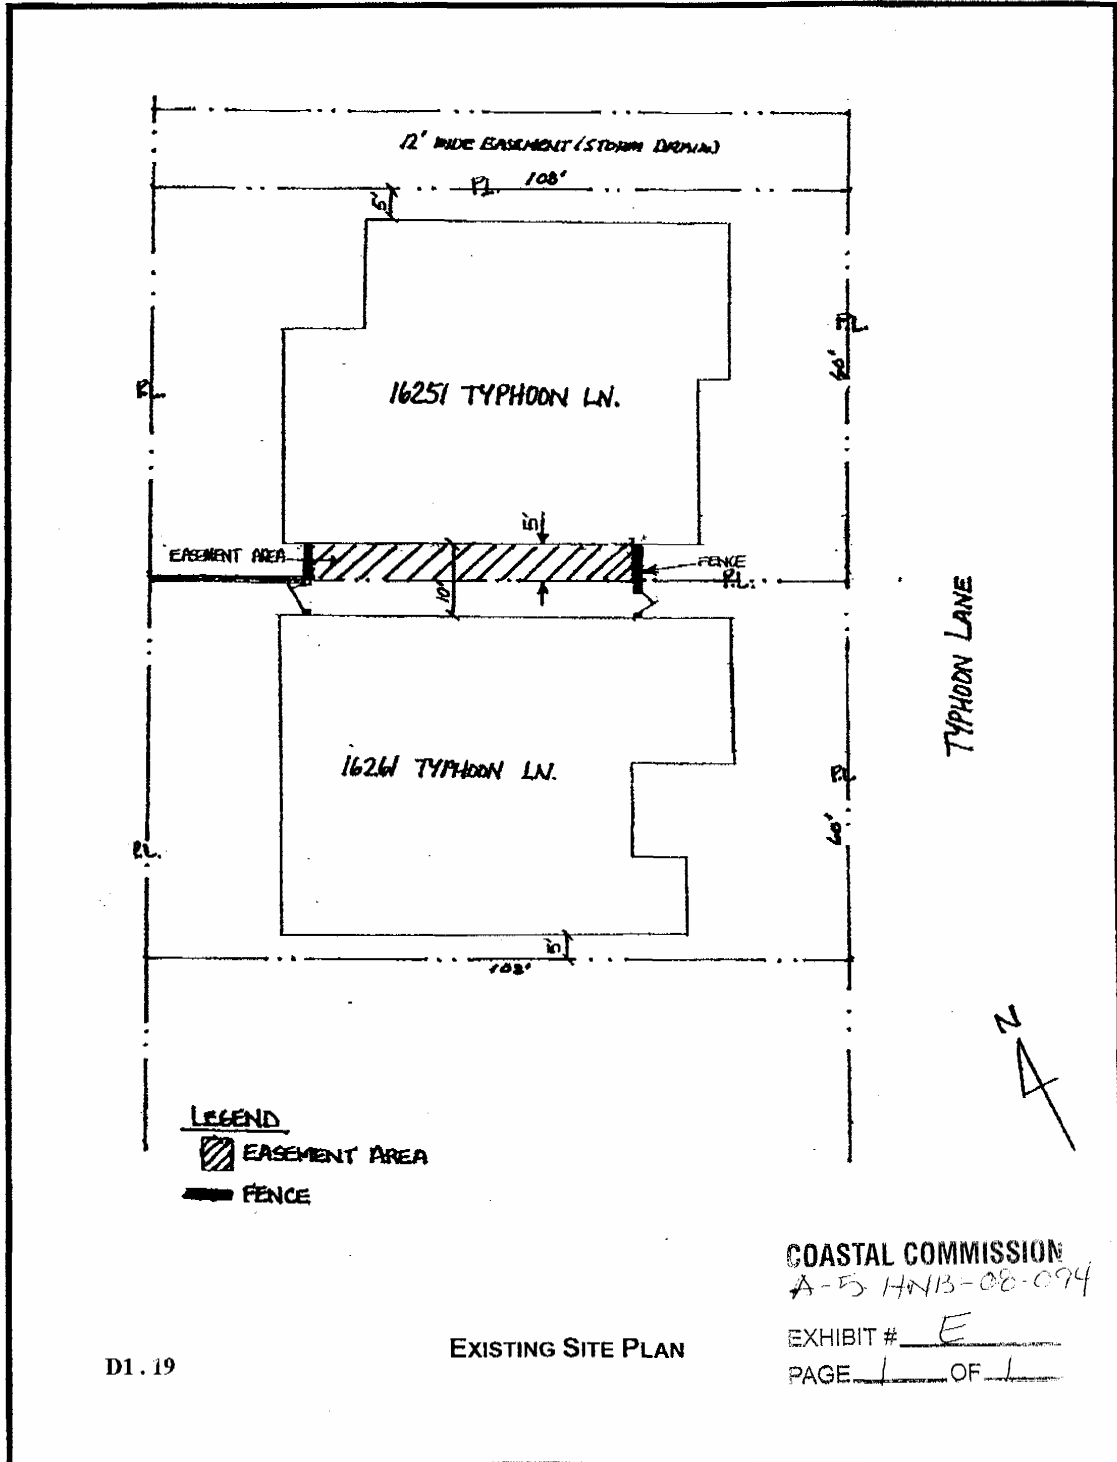 12' WIDE EASEMENT (STORM DRAIN)
P.L. 108'
5'
P.L.
60'
P.L.
16251 TYPHOON LN.
5'
EASEMENT AREA
FENCE
P.L.
10'
TYPHOON LANE
16261 TYPHOON LN.
P.L.
60'
P.L.
5'
108'
N
LEGEND
EASEMENT AREA
FENCE
COASTAL COMMISSION
A-5-HNB-08-094
EXHIBIT # E
PAGE 1 OF 1
EXISTING SITE PLAN
D1.19